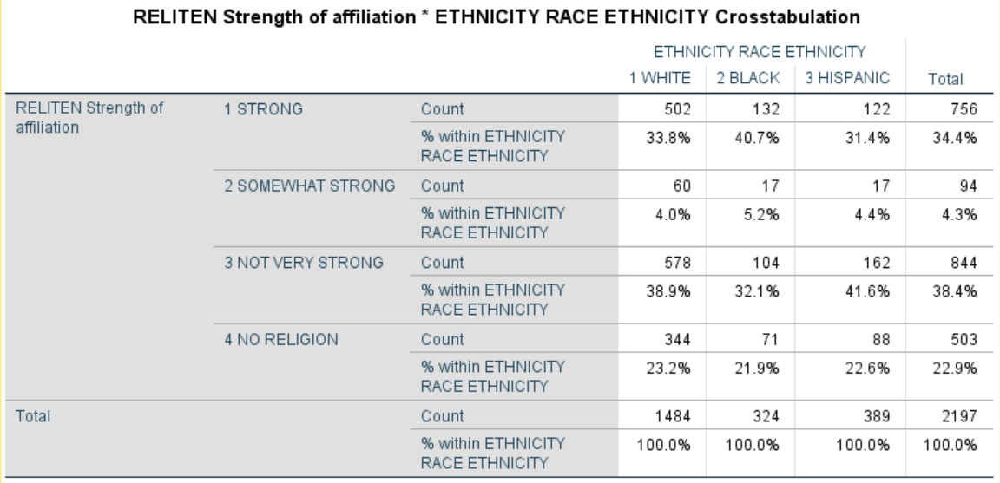 RELITEN Strength of affiliation * ETHNICITY RACE ETHNICITY Crosstabulation
ETHNICITY RACE ETHNICITY
1 WHITE 2 BLACK 3 HISPANIC Total
RELITEN Strength of affiliation 1 STRONG Count 502 132 122 756
% within ETHNICITY RACE ETHNICITY 33.8% 40.7% 31.4% 34.4%
2 SOMEWHAT STRONG Count 60 17 17 94
% within ETHNICITY RACE ETHNICITY 4.0% 5.2% 4.4% 4.3%
3 NOT VERY STRONG Count 578 104 162 844
% within ETHNICITY RACE ETHNICITY 38.9% 32.1% 41.6% 38.4%
4 NO RELIGION Count 344 71 88 503
% within ETHNICITY RACE ETHNICITY 23.2% 21.9% 22.6% 22.9%
Total Count 1484 324 389 2197
% within ETHNICITY RACE ETHNICITY 100.0% 100.0% 100.0% 100.0%